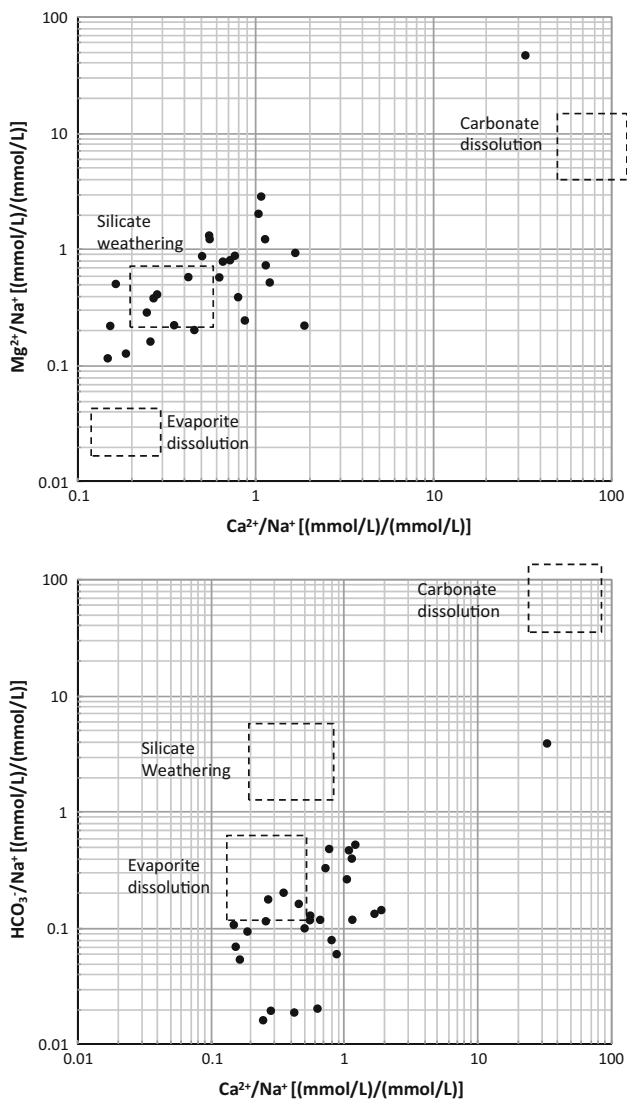 100
10
1
0.1
0.01
Mg²⁺/Na⁺ [(mmol/L)/(mmol/L)]
Carbonate
dissolution
Silicate
weathering
Evaporite
dissolution
0.1
1
10
100
Ca²⁺/Na⁺ [(mmol/L)/(mmol/L)]
100
10
1
0.1
0.01
HCO₃⁻/Na⁺ [(mmol/L)/(mmol/L)]
Carbonate
dissolution
Silicate
Weathering
Evaporite
dissolution
0.01
0.1
1
10
100
Ca²⁺/Na⁺ [(mmol/L)/(mmol/L)]